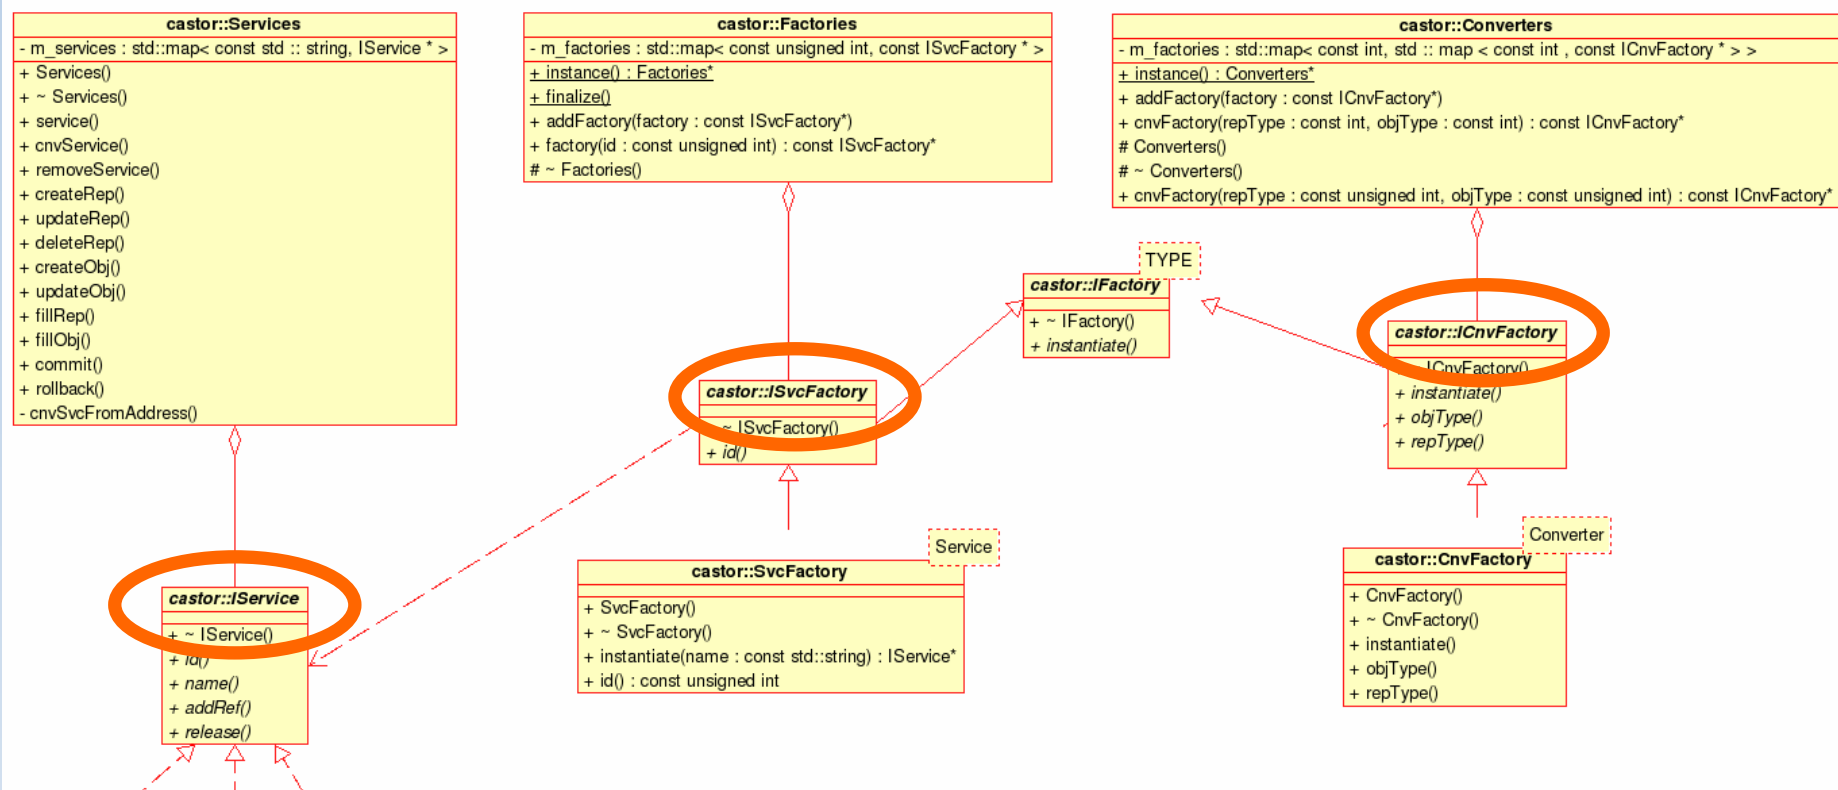 castor::Services
- m_services : std::map< const std :: string, IService * >
+ Services()
+ ~ Services()
+ service()
+ cnvService()
+ removeService()
+ createRep()
+ updateRep()
+ deleteRep()
+ createObj()
+ updateObj()
+ fillRep()
+ fillObj()
+ commit()
+ rollback()
- cnvSvcFromAddress()
castor::Factories
- m_factories : std::map< const unsigned int, const ISvcFactory * >
+ instance() : Factories*
+ finalize()
+ addFactory(factory : const ISvcFactory*)
+ factory(id : const unsigned int) : const ISvcFactory*
# ~ Factories()
castor::Converters
- m_factories : std::map< const int, std :: map < const int , const ICnvFactory * > >
+ instance() : Converters*
+ addFactory(factory : const ICnvFactory*)
+ cnvFactory(repType : const int, objType : const int) : const ICnvFactory*
# Converters()
# ~ Converters()
+ cnvFactory(repType : const unsigned int, objType : const unsigned int) : const ICnvFactory*
TYPE
castor::IFactory
+ ~ IFactory()
+ instantiate()
castor::ISvcFactory
~ ISvcFactory()
+ id()
castor::ICnvFactory
ICnvFactory()
+ instantiate()
+ objType()
+ repType()
castor::IService
+ ~ IService()
+ id()
+ name()
+ addRef()
+ release()
Service
castor::SvcFactory
+ SvcFactory()
+ ~ SvcFactory()
+ instantiate(name : const std::string) : IService*
+ id() : const unsigned int
Converter
castor::CnvFactory
+ CnvFactory()
+ ~ CnvFactory()
+ instantiate()
+ objType()
+ repType()